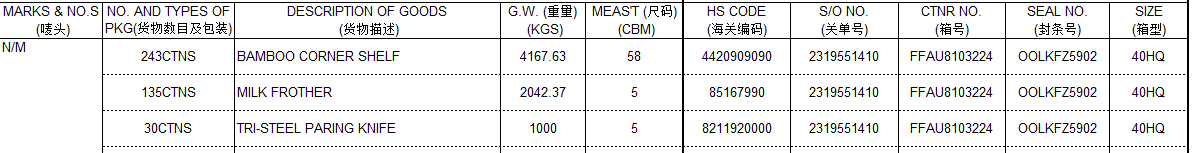 MARKS & NO.S NO. AND TYPES OF DESCRIPTION OF GOODS G.W. (重量) MEAS'T (尺码) HS CODE S/O NO. CTNR NO. SEAL NO. SIZE
(唛头) PKG(货物数目及包装) (货物描述) (KGS) (CBM) (海关编码) (关单号) (箱号) (封条号) (箱型)
N/M
243CTNS BAMBOO CORNER SHELF 4167.63 58 4420909090 2319551410 FFAU8103224 OOLKFZ5902 40HQ
135CTNS MILK FROTHER 2042.37 5 85167990 2319551410 FFAU8103224 OOLKFZ5902 40HQ
30CTNS TRI-STEEL PARING KNIFE 1000 5 8211920000 2319551410 FFAU8103224 OOLKFZ5902 40HQ